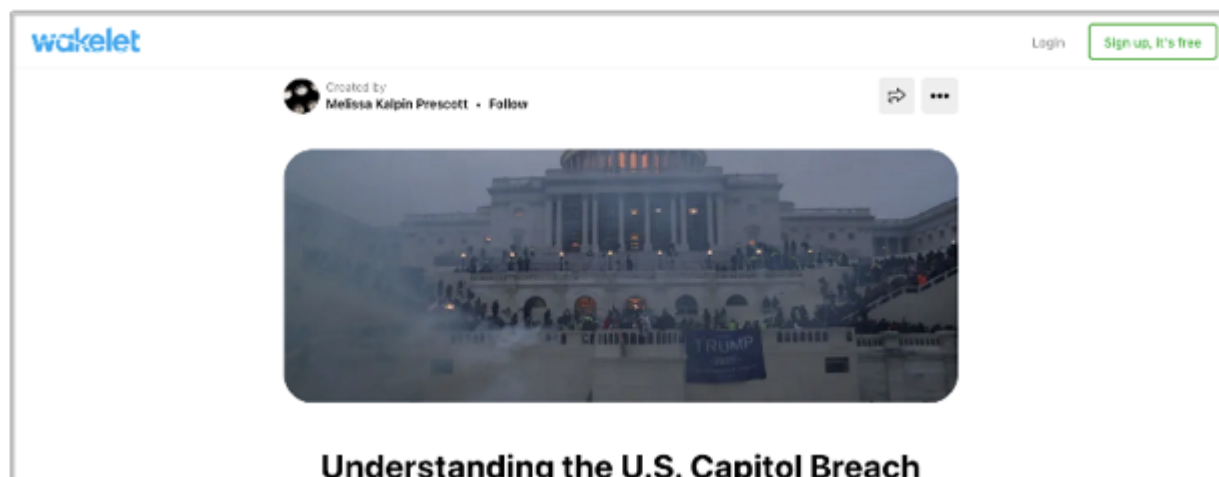 wakelet
Login
Sign up, it's free
Created by
Melissa Kalpin Prescott • Follow
TRUMP
Understanding the U.S. Capitol Breach